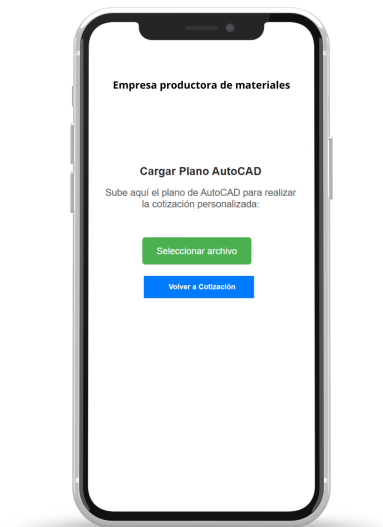 Empresa productora de materiales
Cargar Plano AutoCAD
Sube aquí el plano de AutoCAD para realizar
la cotización personalizada:
Seleccionar archivo
Volver a Cotización